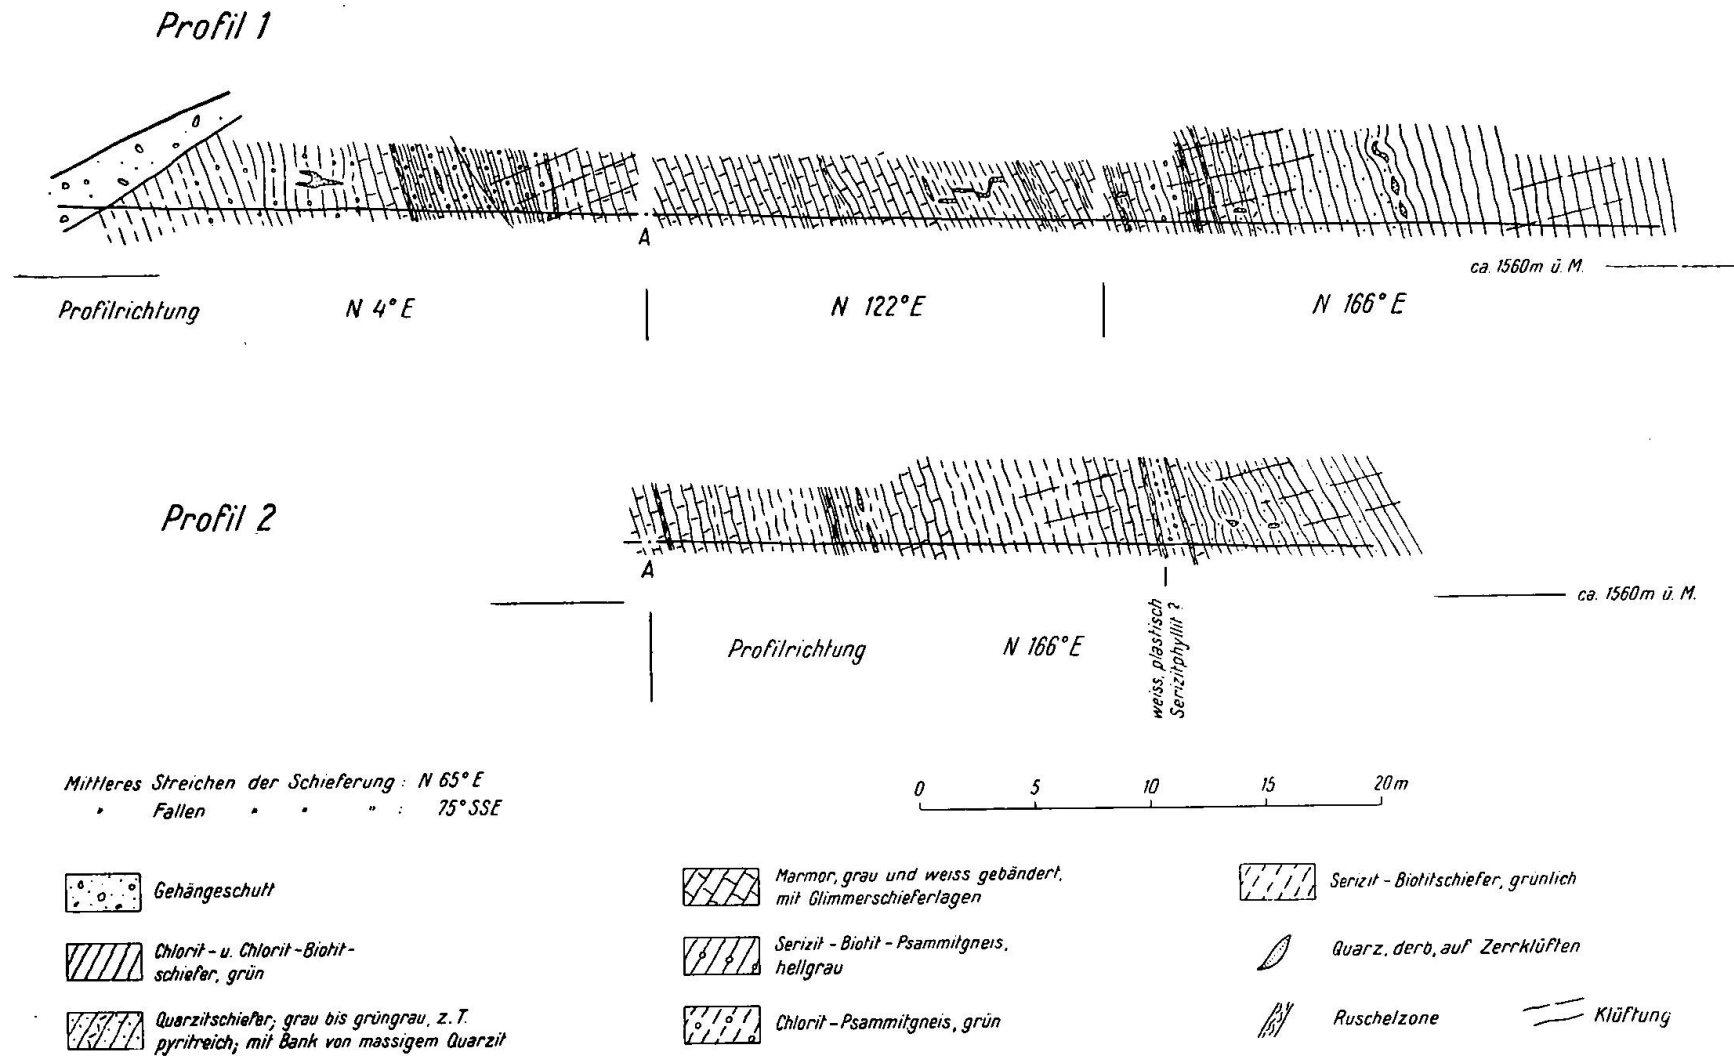 Profil 1
A
ca. 1560m ü. M.
Profilrichtung N 4° E N 122° E N 166° E
Profil 2
A
ca. 1560m ü. M.
Profilrichtung N 166° E
weiss, plastisch
Serizitphyllit ?
Mittleres Streichen der Schieferung : N 65° E
" Fallen " " " : 75° SSE
0 5 10 15 20 m
Gehängeschutt
Chlorit- u. Chlorit-Biotit-
schiefer, grün
Quarzitschiefer; grau bis grüngrau, z. T.
pyritreich; mit Bank von massigem Quarzit
Marmor, grau und weiss gebändert,
mit Glimmerschieferlagen
Serizit - Biotit - Psammitgneis,
hellgrau
Chlorit-Psammitgneis, grün
Serizit - Biotitschiefer, grünlich
Quarz, derb, auf Zerrklüften
Ruschelzone
Klüftung